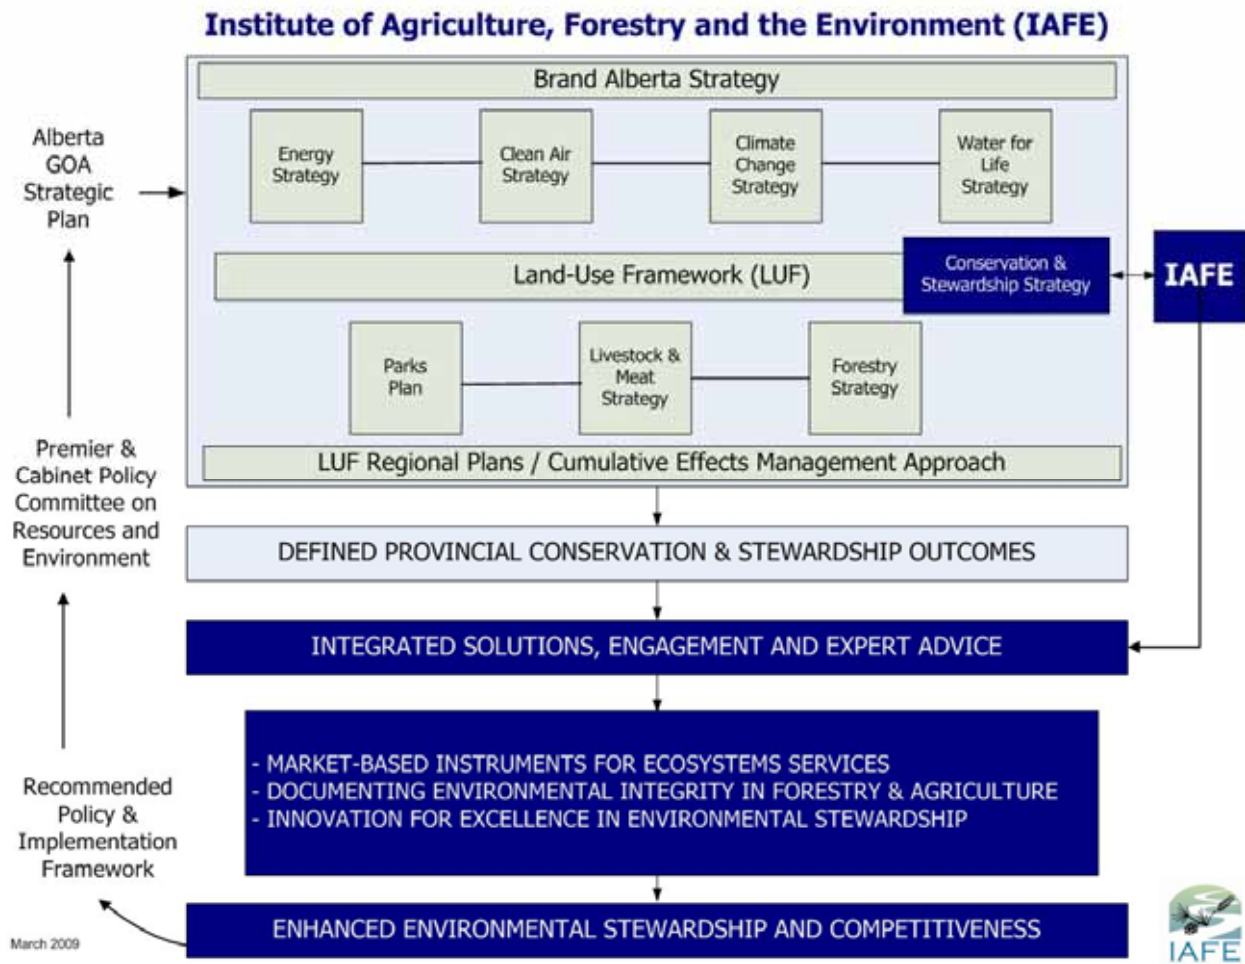 Institute of Agriculture, Forestry and the Environment (IAFE)
Brand Alberta Strategy
Alberta
GOA
Strategic
Plan
Energy
Strategy
Clean Air
Strategy
Climate
Change
Strategy
Water for
Life
Strategy
Land-Use Framework (LUF)
Conservation &
Stewardship Strategy
IAFE
Parks
Plan
Livestock &
Meat
Strategy
Forestry
Strategy
LUF Regional Plans / Cumulative Effects Management Approach
Premier &
Cabinet Policy
Committee on
Resources and
Environment
DEFINED PROVINCIAL CONSERVATION & STEWARDSHIP OUTCOMES
INTEGRATED SOLUTIONS, ENGAGEMENT AND EXPERT ADVICE
- MARKET-BASED INSTRUMENTS FOR ECOSYSTEMS SERVICES
- DOCUMENTING ENVIRONMENTAL INTEGRITY IN FORESTRY & AGRICULTURE
- INNOVATION FOR EXCELLENCE IN ENVIRONMENTAL STEWARDSHIP
Recommended
Policy &
Implementation
Framework
ENHANCED ENVIRONMENTAL STEWARDSHIP AND COMPETITIVENESS
March 2009
IAFE